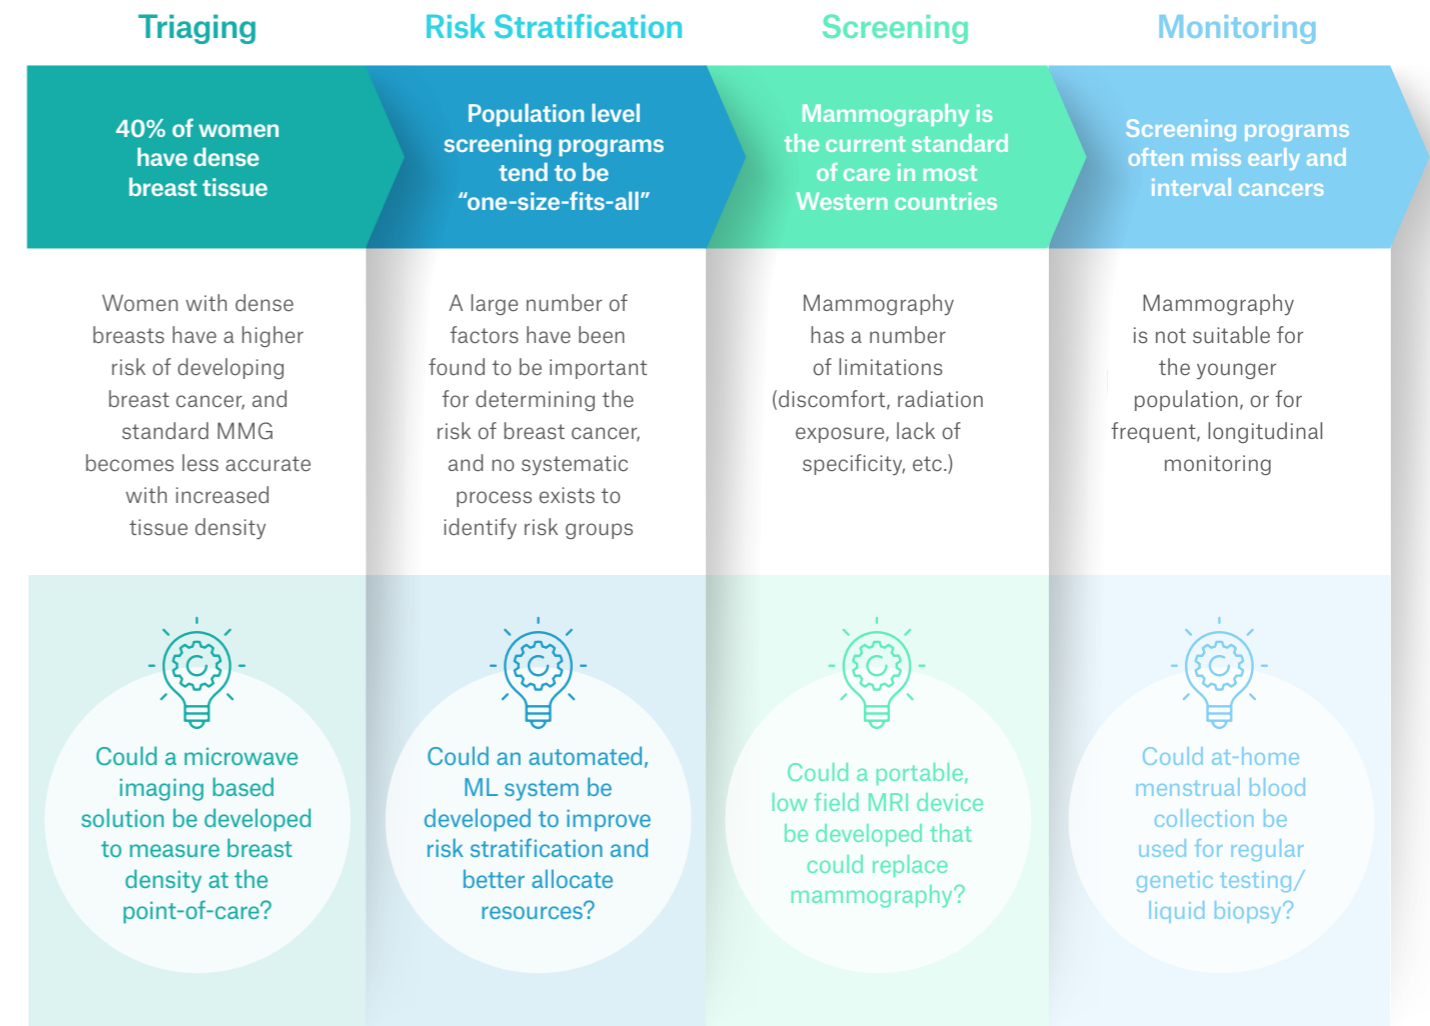 Triaging
Risk Stratification
Screening
Monitoring
40% of women
have dense
breast tissue
Population level
screening programs
tend to be
“one-size-fits-all”
Mammography is
the current standard
of care in most
Western countries
Screening programs
often miss early and
interval cancers
Women with dense
breasts have a higher
risk of developing
breast cancer, and
standard MMG
becomes less accurate
with increased
tissue density
A large number of
factors have been
found to be important
for determining the
risk of breast cancer,
and no systematic
process exists to
identify risk groups
Mammography
has a number
of limitations
(discomfort, radiation
exposure, lack of
specificity, etc.)
Mammography
is not suitable for
the younger
population, or for
frequent, longitudinal
monitoring
Could a microwave
imaging based
solution be developed
to measure breast
density at the
point-of-care?
Could an automated,
ML system be
developed to improve
risk stratification and
better allocate
resources?
Could a portable,
low field MRI device
be developed that
could replace
mammography?
Could at-home
menstrual blood
collection be
used for regular
genetic testing/
liquid biopsy?